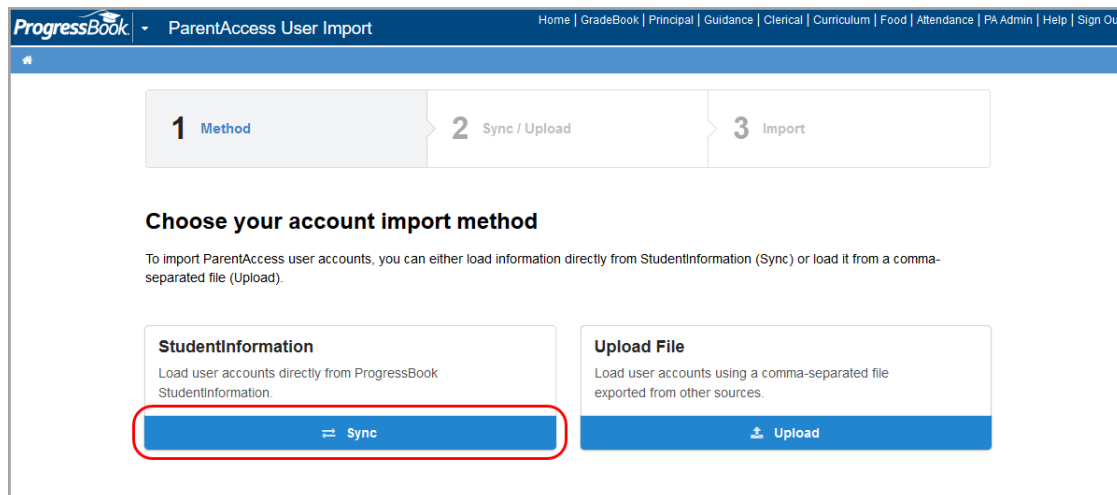 ProgressBook ParentAccess User Import
Home | GradeBook | Principal | Guidance | Clerical | Curriculum | Food | Attendance | PA Admin | Help | Sign Ou
1 Method
2 Sync / Upload
3 Import
Choose your account import method
To import ParentAccess user accounts, you can either load information directly from StudentInformation (Sync) or load it from a comma-
separated file (Upload).
StudentInformation
Load user accounts directly from ProgressBook
StudentInformation.
Sync
Upload File
Load user accounts using a comma-separated file
exported from other sources.
Upload